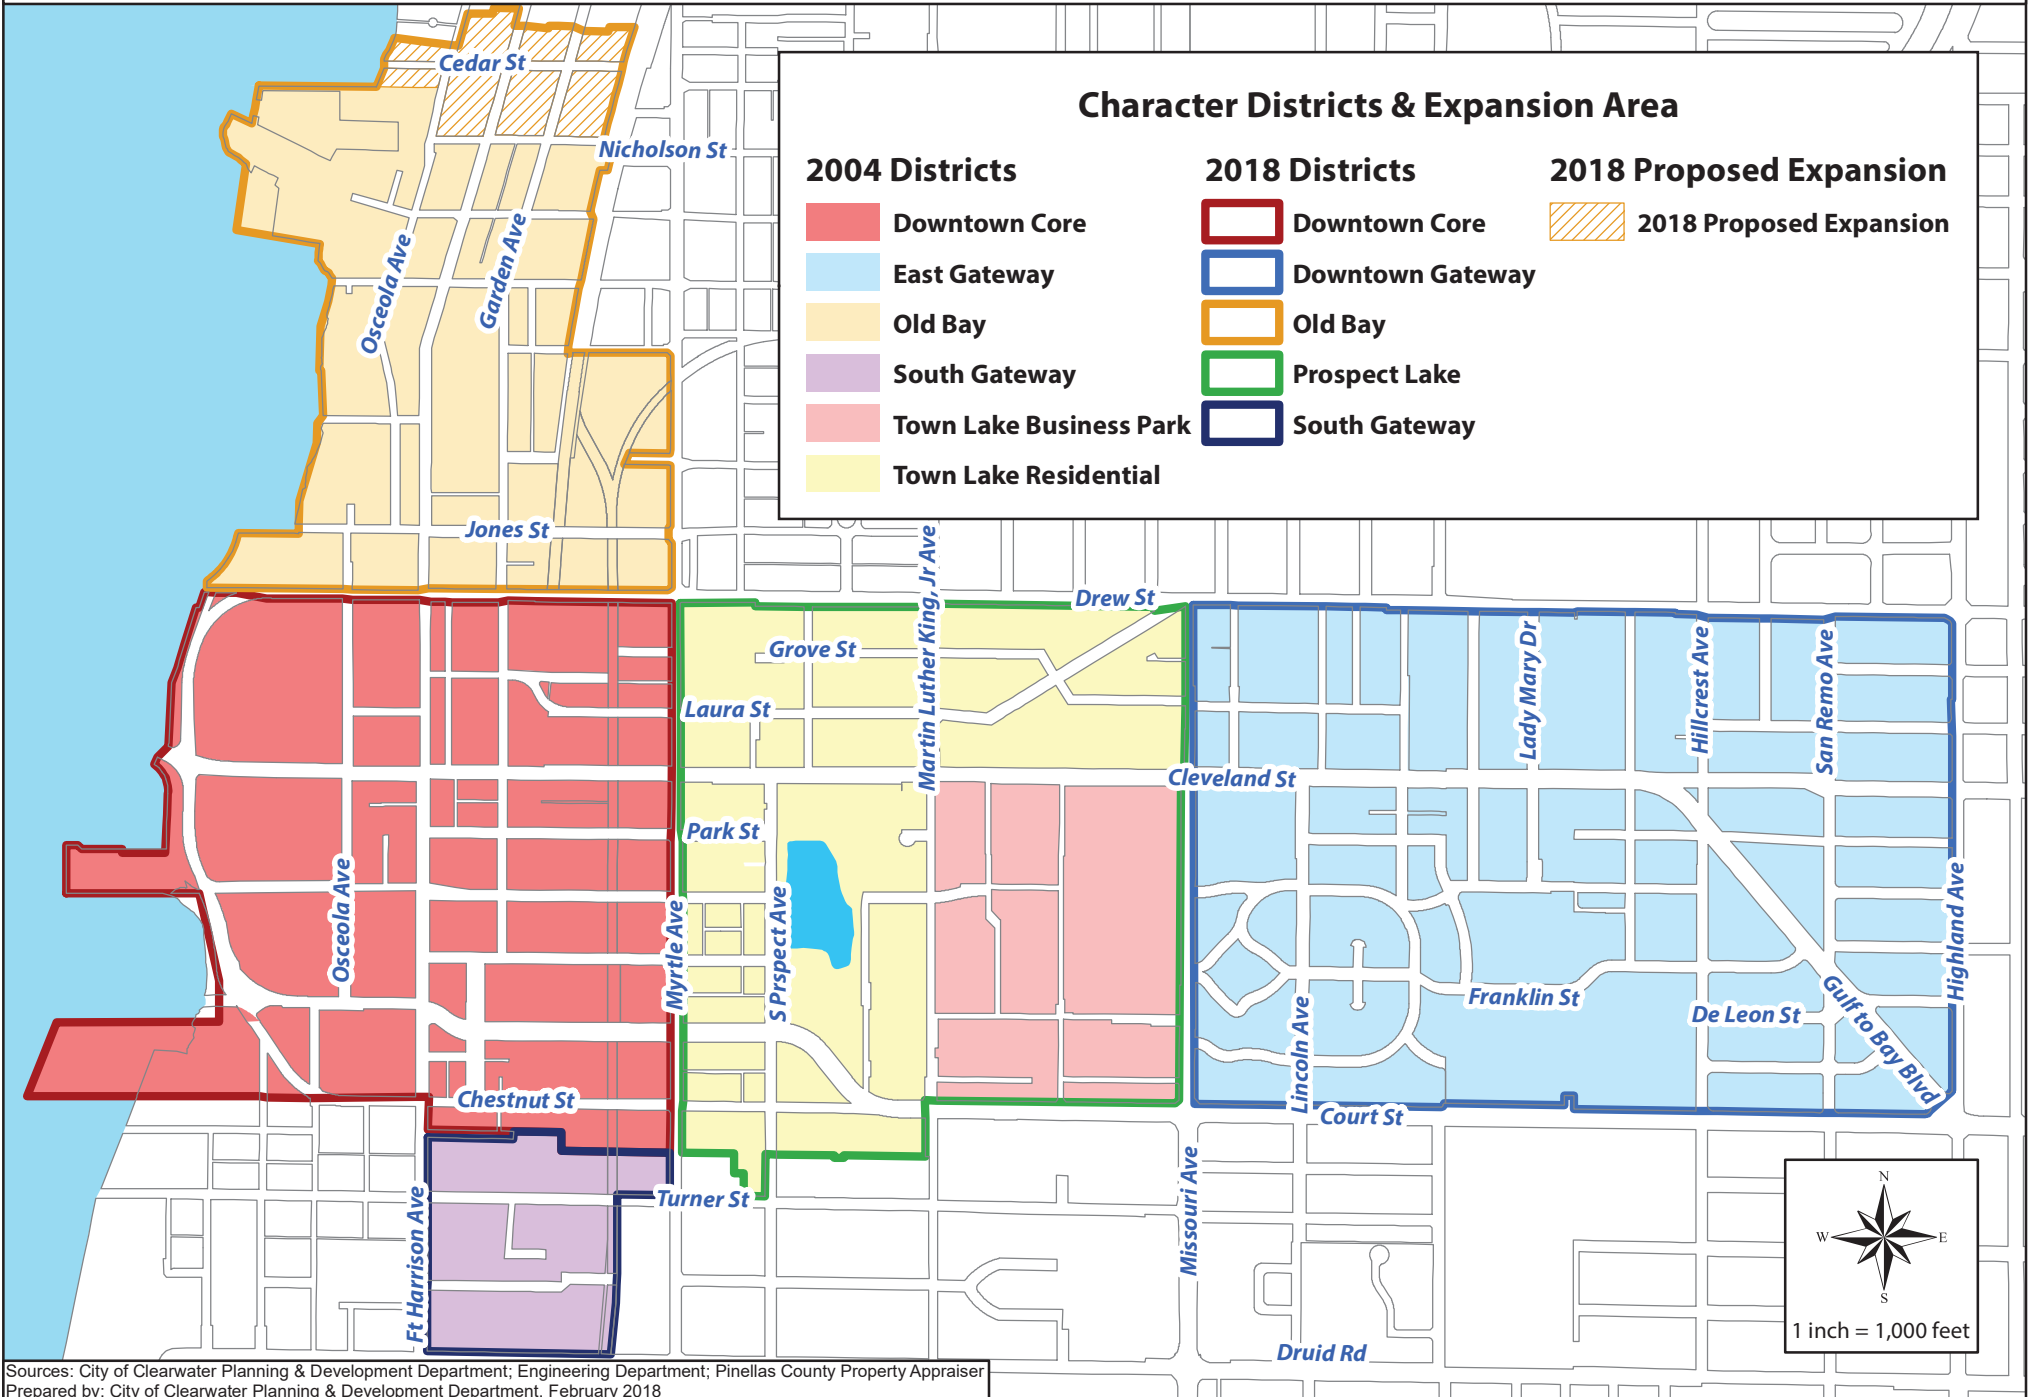 Character Districts & Expansion Area
2004 Districts
Downtown Core
East Gateway
Old Bay
South Gateway
Town Lake Business Park
Town Lake Residential
2018 Districts
Downtown Core
Downtown Gateway
Old Bay
Prospect Lake
South Gateway
2018 Proposed Expansion
2018 Proposed Expansion
Cedar St
Nicholson St
Osceola Ave
Garden Ave
Jones St
Drew St
Grove St
Laura St
Martin Luther King, Jr Ave
Lady Mary Dr
Hillcrest Ave
San Remo Ave
Cleveland St
Park St
Osceola Ave
Myrtle Ave
S Prspect Ave
Highland Ave
Franklin St
De Leon St
Gulf to Bay Blvd
Lincoln Ave
Chestnut St
Court St
Missouri Ave
Turner St
Ft Harrison Ave
Druid Rd
N
W
E
S
1 inch = 1,000 feet
Sources: City of Clearwater Planning & Development Department; Engineering Department; Pinellas County Property Appraiser
Prepared by: City of Clearwater Planning & Development Department, February 2018